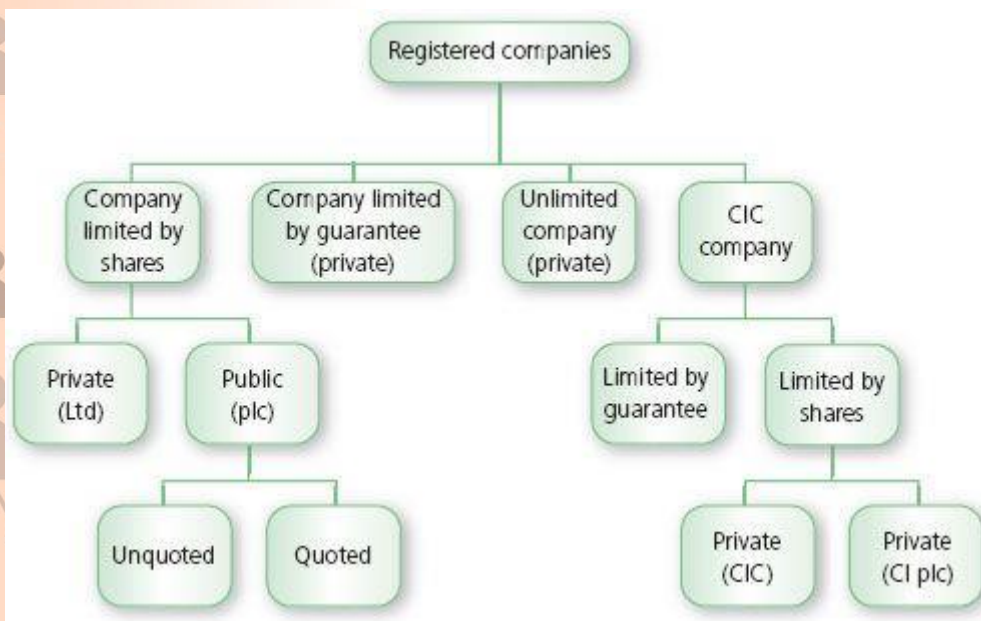 Registered companies
Company
limited by
shares
Company limited
by guarantee
(private)
Unlimited
company
(private)
CIC
company
Private
(Ltd)
Public
(plc)
Limited by
guarantee
Limited by
shares
Unquoted
Quoted
Private
(CIC)
Private
(CI plc)